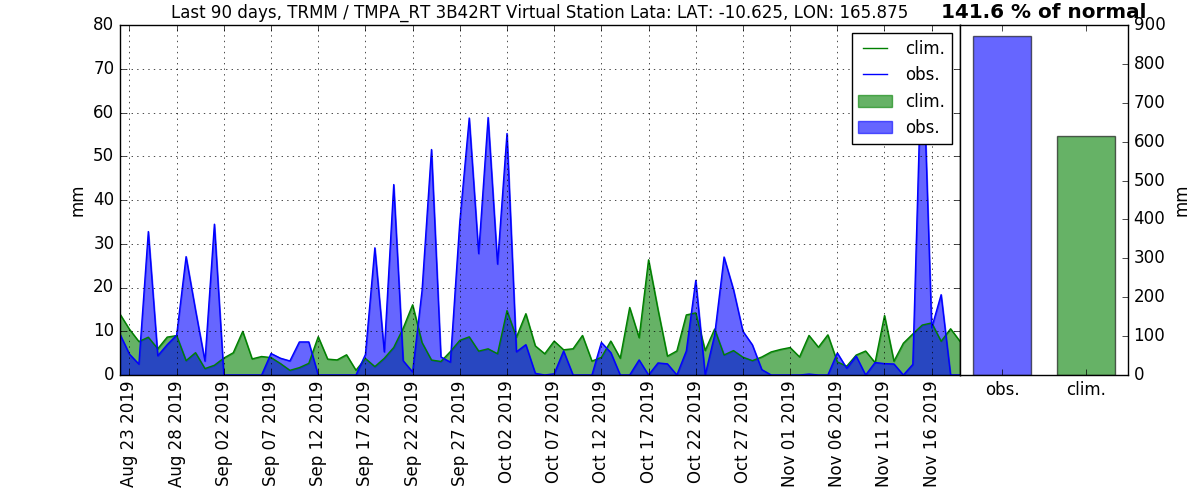 Last 90 days, TRMM / TMPA_RT 3B42RT Virtual Station Lata: LAT: -10.625, LON: 165.875
141.6 % of normal
80
70
60
50
40
30
20
10
0
mm
clim.
obs.
clim.
obs.
900
800
700
600
500
400
300
200
100
0
mm
obs.
clim.
Aug 23 2019
Aug 28 2019
Sep 02 2019
Sep 07 2019
Sep 12 2019
Sep 17 2019
Sep 22 2019
Sep 27 2019
Oct 02 2019
Oct 07 2019
Oct 12 2019
Oct 17 2019
Oct 22 2019
Oct 27 2019
Nov 01 2019
Nov 06 2019
Nov 11 2019
Nov 16 2019